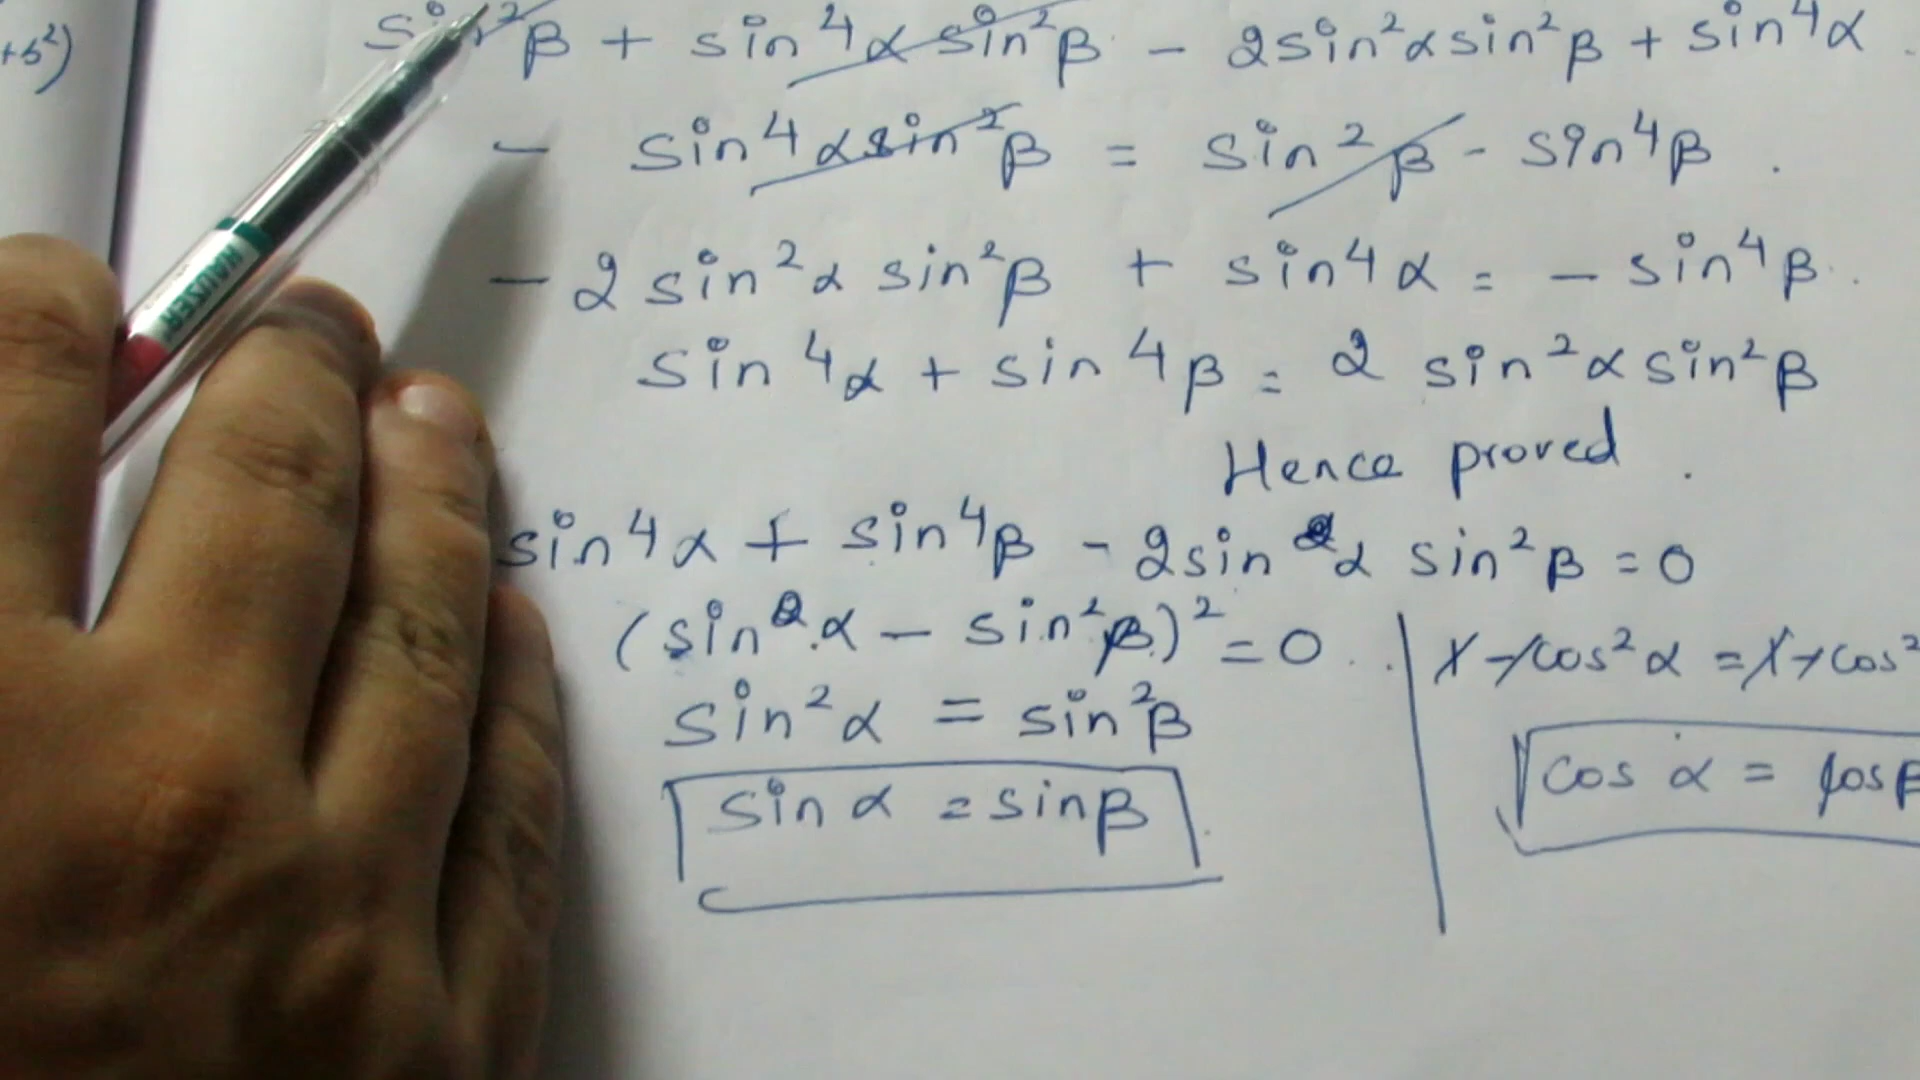 +b²)
sin²β + sin⁴α sin²β - 2sin²α sin²β + sin⁴α
- sin⁴α sin²β = sin²β - sin⁴β .
- 2 sin²α sin²β + sin⁴α = - sin⁴β .
sin⁴α + sin⁴β = 2 sin²α sin²β
Hence proved .
sin⁴α + sin⁴β - 2sin²α sin²β = 0
(sin²α - sin²β)² = 0
sin²α = sin²β
sin α = sin β
1 - cos²α = 1 - cos²
cos α = cos β
HAUSER